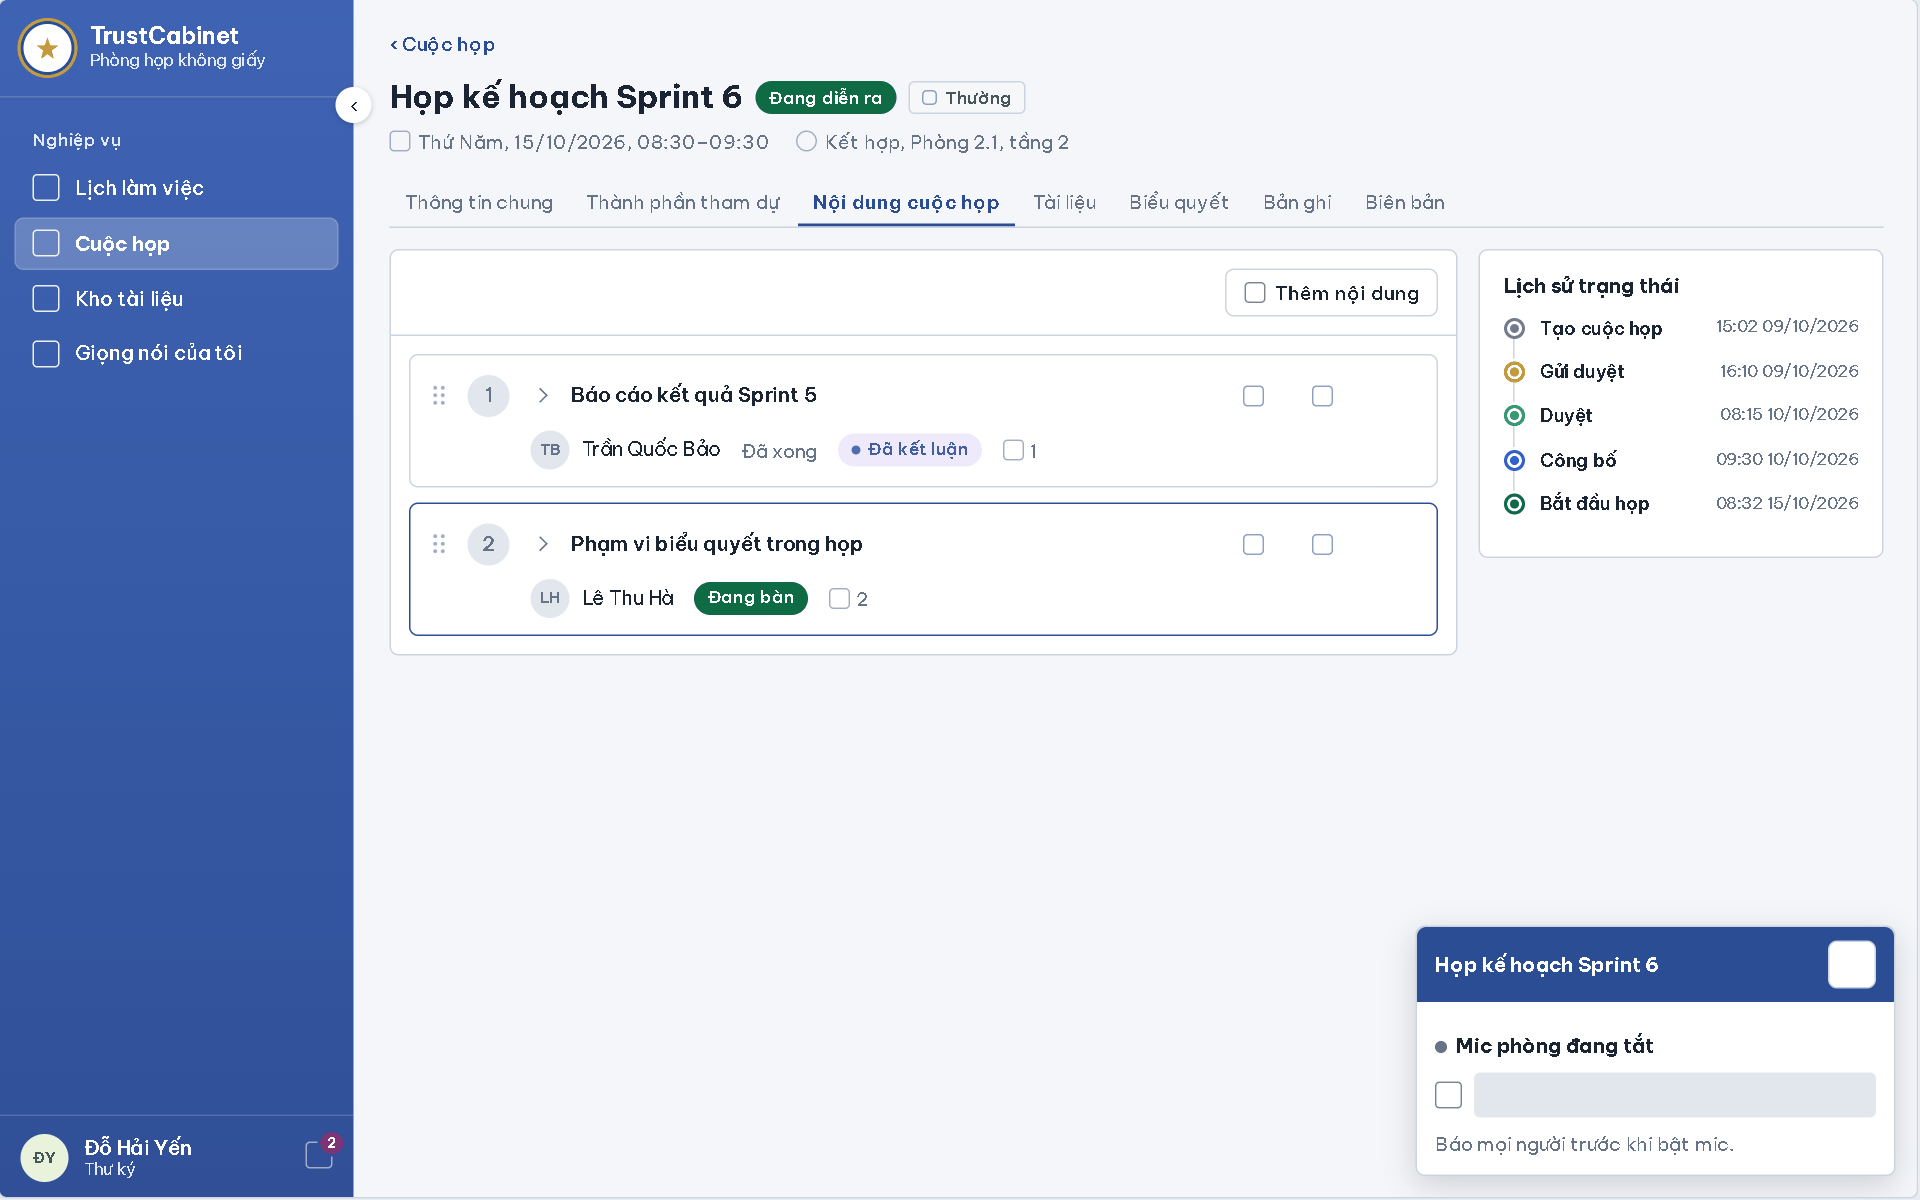 TrustCabinet
Phòng họp không giấy
Nghiệp vụ
Lịch làm việc
Cuộc họp
Kho tài liệu
Giọng nói của tôi
ĐY
Đỗ Hải Yến
Thư ký
2
‹ Cuộc họp
Họp kế hoạch Sprint 6
Đang diễn ra
Thường
Thứ Năm, 15/10/2026, 08:30–09:30
Kết hợp, Phòng 2.1, tầng 2
Thông tin chung
Thành phần tham dự
Nội dung cuộc họp
Tài liệu
Biểu quyết
Bản ghi
Biên bản
Thêm nội dung
1
Báo cáo kết quả Sprint 5
TB
Trần Quốc Bảo
Đã xong
Đã kết luận
1
2
Phạm vi biểu quyết trong họp
LH
Lê Thu Hà
Đang bàn
2
Lịch sử trạng thái
Tạo cuộc họp 15:02 09/10/2026
Gửi duyệt 16:10 09/10/2026
Duyệt 08:15 10/10/2026
Công bố 09:30 10/10/2026
Bắt đầu họp 08:32 15/10/2026
Họp kế hoạch Sprint 6
Mic phòng đang tắt
Báo mọi người trước khi bật mic.